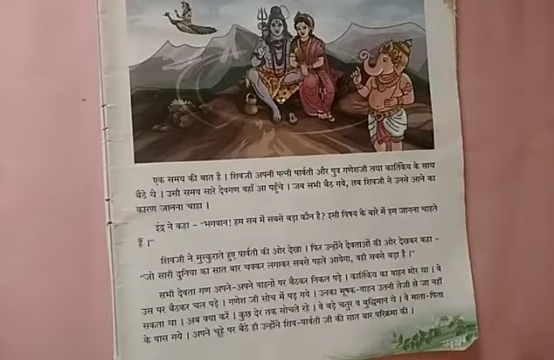 एक समय की बात है । शिवजी अपनी पत्नी पार्वती और पुत्र गणेशजी तथा कार्तिकेय के साथ
बैठे थे । उसी समय सारे देवगण वहाँ आ पहुँचे । जब सभी बैठ गये, तब शिवजी ने उनसे आने का
कारण जानना चाहा ।
इंद्र ने कहा - "भगवान! हम सब में सबसे बड़ा कौन है? इसी विषय के बारे में हम जानना चाहते
हैं ।"
शिवजी ने मुस्कुराते हुए पार्वती की ओर देखा । फिर उन्होंने देवताओं की ओर देखकर कहा -
"जो सारी दुनिया का सात बार चक्कर लगाकर सबसे पहले आयेगा, वही सबसे बड़ा है ।"
सभी देवता गण अपने-अपने वाहनों पर बैठकर निकल पड़े । कार्तिकेय का वाहन मोर था । वे
उस पर बैठकर चल पड़े । गणेश जी सोच में पड़ गये । उनका मूषक-वाहन उतनी तेजी से जा नहीं
सकता था । अब क्या करें । कुछ देर तक सोचते रहे । वे बड़े चतुर व बुद्धिमान थे । वे माता-पिता
के पास गये । अपने चूहे पर बैठे ही उन्होंने शिव-पार्वती जी की सात बार परिक्रमा की ।